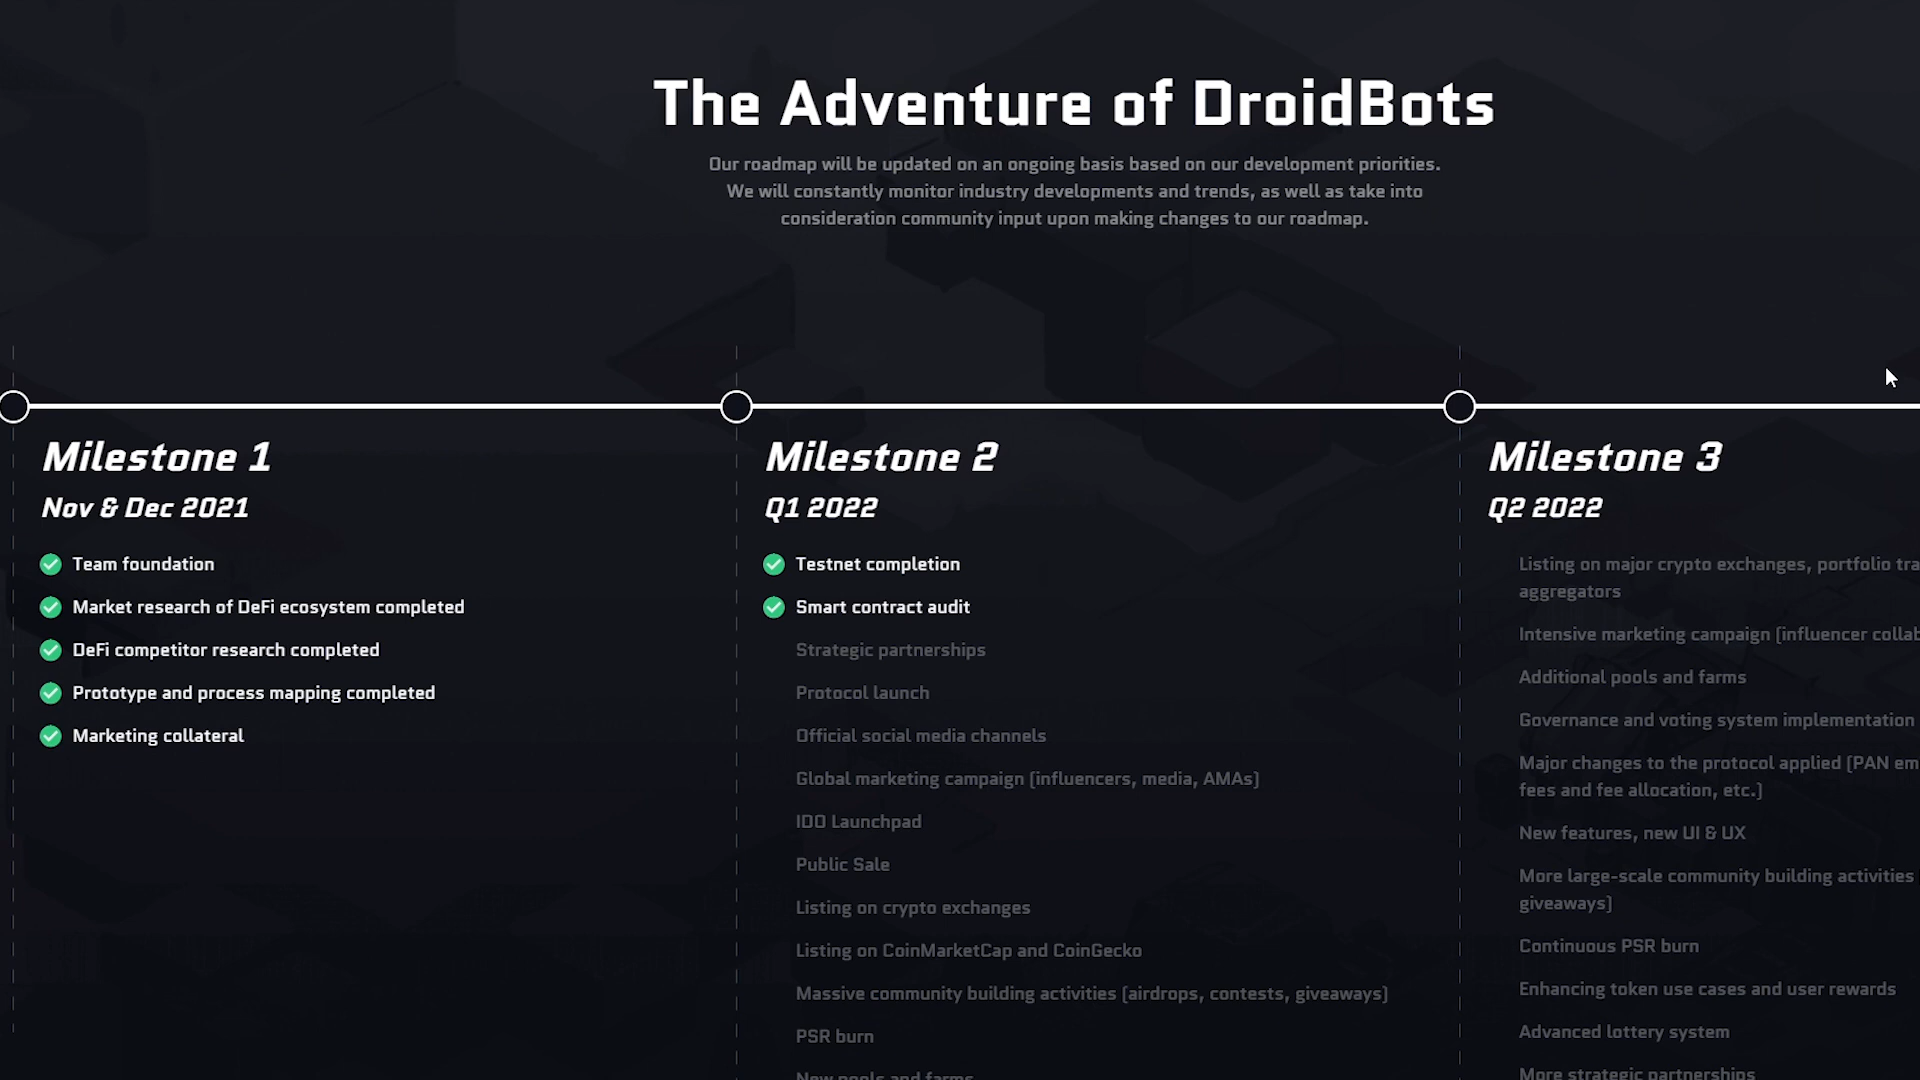 The Adventure of DroidBots
Our roadmap will be updated on an ongoing basis based on our development priorities.
We will constantly monitor industry developments and trends, as well as take into
consideration community input upon making changes to our roadmap.
Milestone 1
Nov & Dec 2021
Team foundation
Market research of DeFi ecosystem completed
DeFi competitor research completed
Prototype and process mapping completed
Marketing collateral
Milestone 2
Q1 2022
Testnet completion
Smart contract audit
Strategic partnerships
Protocol launch
Official social media channels
Global marketing campaign (influencers, media, AMAs)
IDO Launchpad
Public Sale
Listing on crypto exchanges
Listing on CoinMarketCap and CoinGecko
Massive community building activities (airdrops, contests, giveaways)
PSR burn
New pools and farms
Milestone 3
Q2 2022
Listing on major crypto exchanges, portfolio
aggregators
Intensive marketing campaign (influencer
Additional pools and farms
Governance and voting system implementation
Major changes to the protocol applied (PAN
fees and fee allocation, etc.)
New features, new UI & UX
More large-scale community building activities
giveaways)
Continuous PSR burn
Enhancing token use cases and user rewards
Advanced lottery system
More strategic partnerships